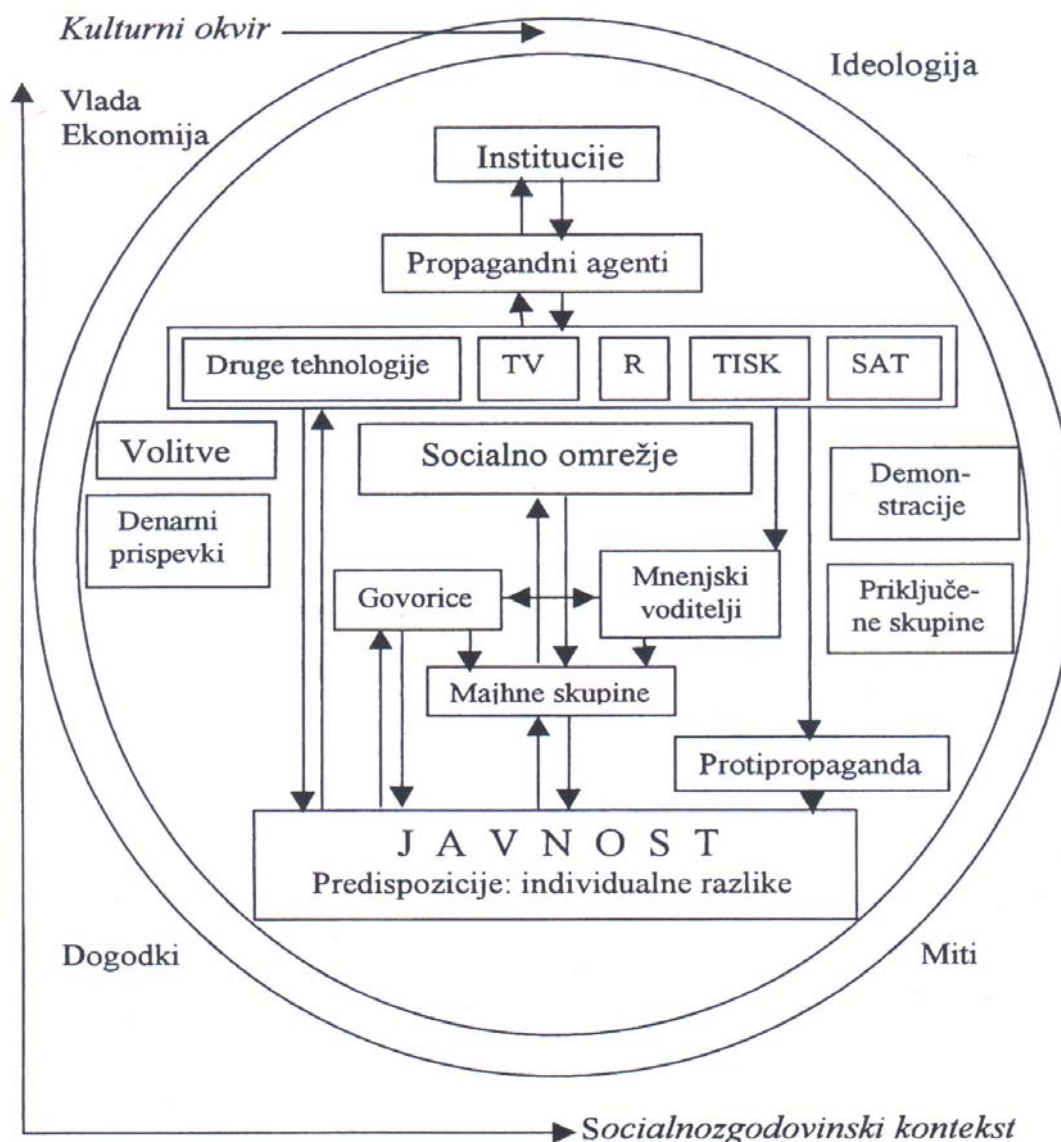 Kulturni okvir
Ideologija
Vlada
Ekonomija
Institucije
Propagandni agenti
Druge tehnologije
TV
R
TISK
SAT
Volitve
Socialno omrežje
Demon-
stracije
Denarni
prispevki
Govorice
Mnenjski
voditelji
Priključe-
ne skupine
Majhne skupine
Protipropaganda
J A V N O S T
Predispozicije: individualne razlike
Dogodki
Miti
Socialnozgodovinski kontekst